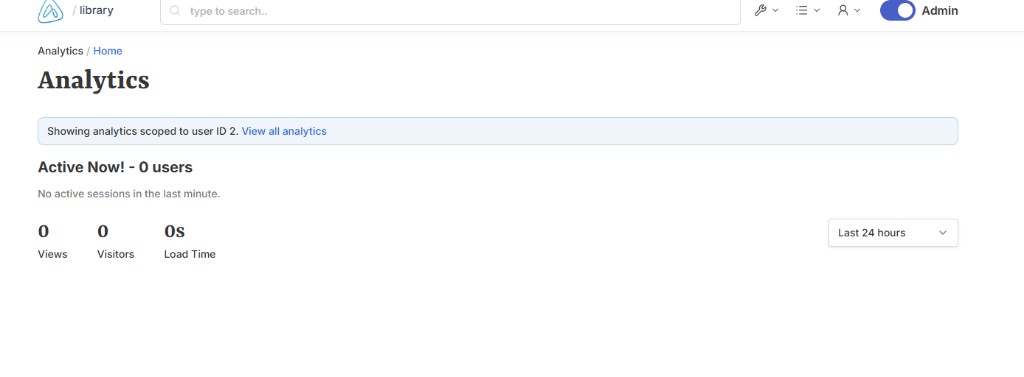 / library
type to search..
Admin
Analytics / Home
Analytics
Showing analytics scoped to user ID 2. View all analytics
Active Now! - 0 users
No active sessions in the last minute.
0 0 0s
Views Visitors Load Time
Last 24 hours